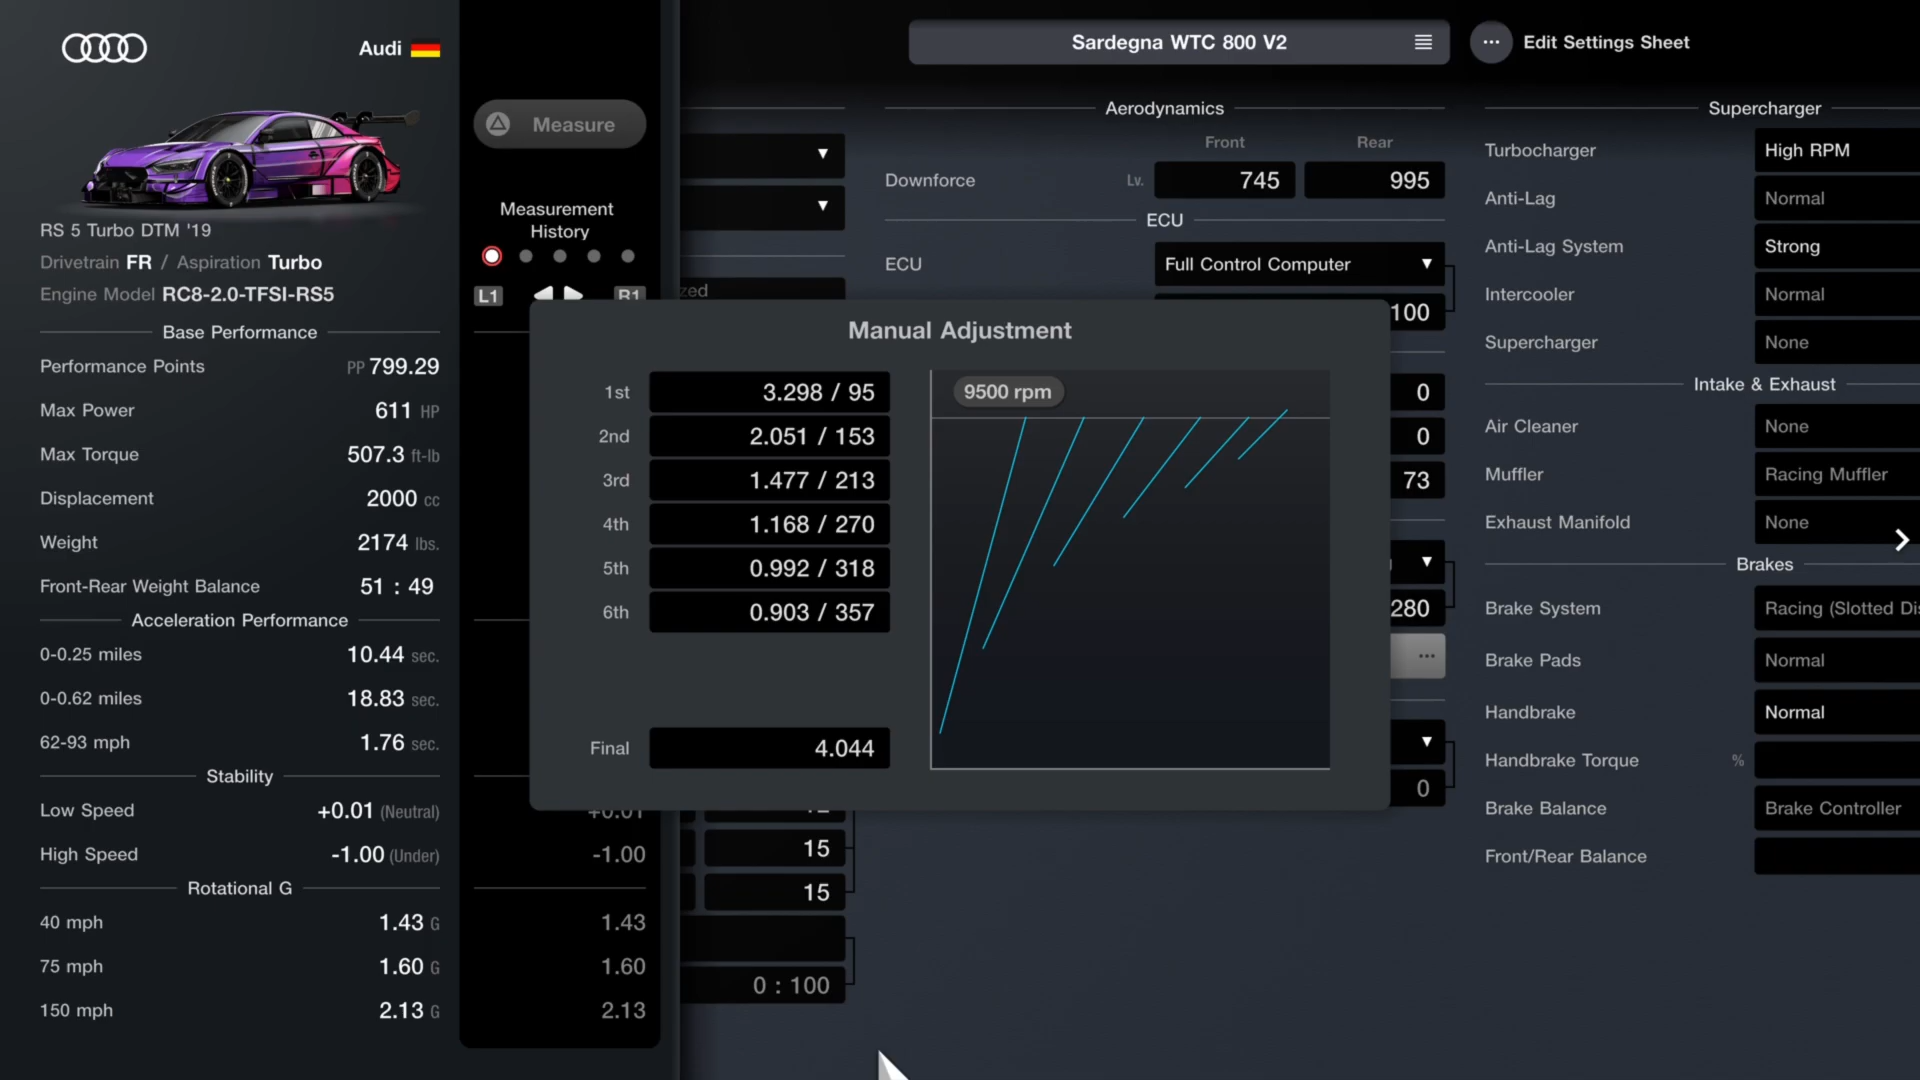 Audi
RS 5 Turbo DTM '19
Drivetrain FR / Aspiration Turbo
Engine Model RC8-2.0-TFSI-RS5
Base Performance
Performance Points PP 799.29
Max Power 611 HP
Max Torque 507.3 ft-lb
Displacement 2000 cc
Weight 2174 lbs.
Front-Rear Weight Balance 51 : 49
Acceleration Performance
0-0.25 miles 10.44 sec.
0-0.62 miles 18.83 sec.
62-93 mph 1.76 sec.
Stability
Low Speed +0.01 (Neutral)
High Speed -1.00 (Under)
Rotational G
40 mph 1.43 G
75 mph 1.60 G
150 mph 2.13 G
Measure
Measurement
History
L1 R1
+0.01
-1.00
1.43
1.60
2.13
Sardegna WTC 800 V2
Edit Settings Sheet
Manual Adjustment
1st 3.298 / 95
2nd 2.051 / 153
3rd 1.477 / 213
4th 1.168 / 270
5th 0.992 / 318
6th 0.903 / 357
Final 4.044
9500 rpm
15
15
0 : 100
Aerodynamics
Front Rear
Downforce Lv. 745 995
ECU
ECU Full Control Computer
100
0
0
73
280
0
Supercharger
Turbocharger High RPM
Anti-Lag Normal
Anti-Lag System Strong
Intercooler Normal
Supercharger None
Intake & Exhaust
Air Cleaner None
Muffler Racing Muffler
Exhaust Manifold None
Brakes
Brake System Racing (Slotted Dis
Brake Pads Normal
Handbrake Normal
Handbrake Torque %
Brake Balance Brake Controller
Front/Rear Balance